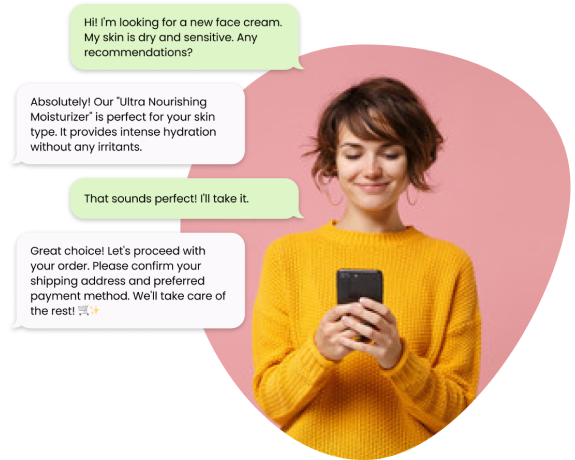 Hi! I'm looking for a new face cream.
My skin is dry and sensitive. Any
recommendations?
Absolutely! Our "Ultra Nourishing
Moisturizer" is perfect for your skin
type. It provides intense hydration
without any irritants.
That sounds perfect! I'll take it.
Great choice! Let's proceed with
your order. Please confirm your
shipping address and preferred
payment method. We'll take care of
the rest! 🛒✨